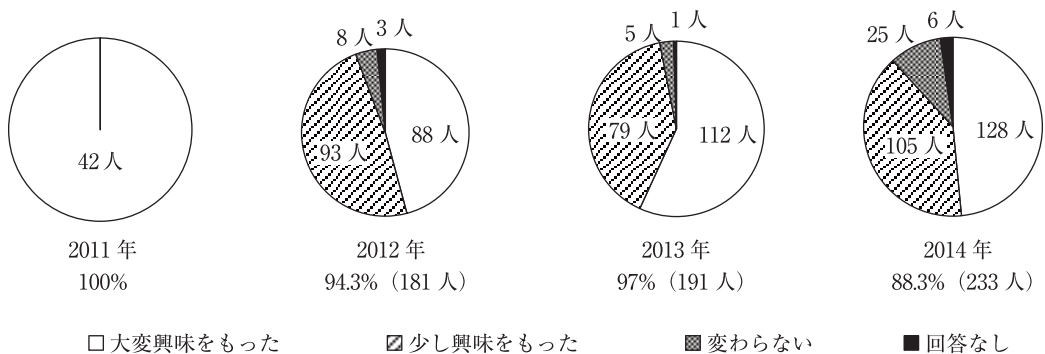 42人
2011年
100%
8人 3人
88人
93人
2012年
94.3%（181人）
5人 1人
112人
79人
2013年
97%（191人）
25人 6人
128人
105人
2014年
88.3%（233人）
大変興味をもった 少し興味をもった 変わらない 回答なし